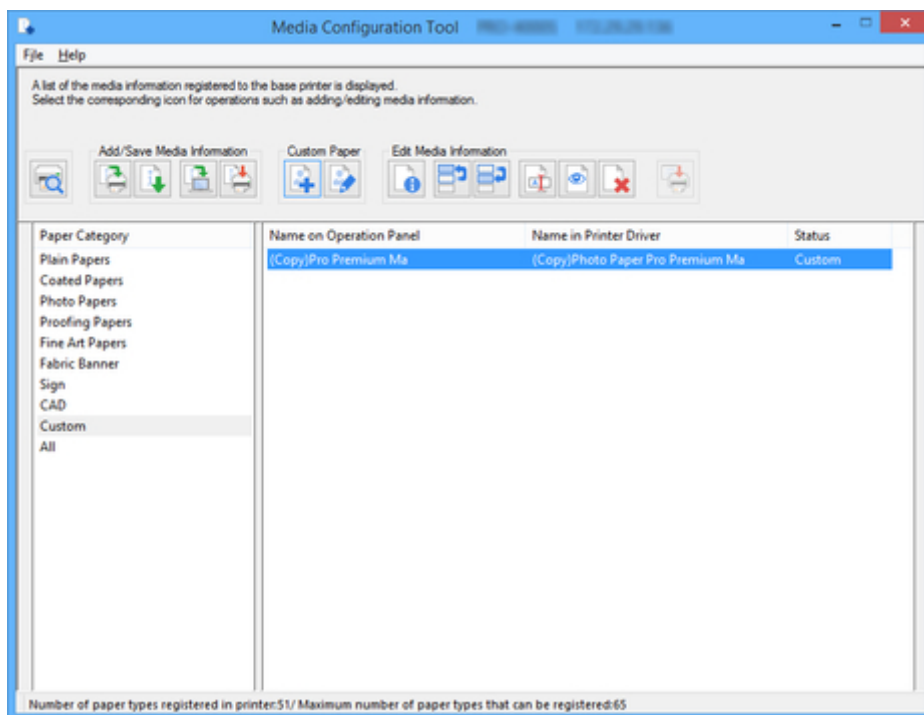 Media Configuration Tool
File Help
A list of the media information registered to the base printer is displayed.
Select the corresponding icon for operations such as adding/editing media information.
Add/Save Media Information Custom Paper Edit Media Information
Paper Category Name on Operation Panel Name in Printer Driver Status
Plain Papers (Copy)Pro Premium Ma (Copy)Photo Paper Pro Premium Ma Custom
Coated Papers
Photo Papers
Proofing Papers
Fine Art Papers
Fabric Banner
Sign
CAD
Custom
All
Number of paper types registered in printer:51/ Maximum number of paper types that can be registered:65